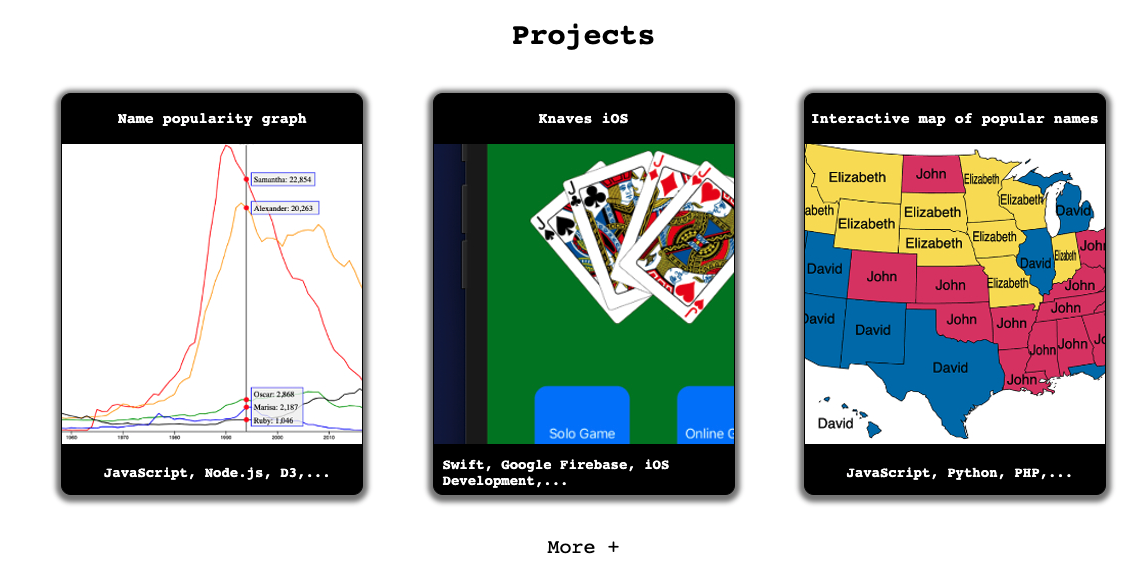 Projects
Name popularity graph
Samantha: 22,854
Alexander: 20,263
Oscar: 2,868
Marisa: 2,187
Ruby: 1,046
1960 1970 1980 1990 2000 2010
JavaScript, Node.js, D3,...
Knaves iOS
J
J
J
J
Solo Game
Online G
Swift, Google Firebase, iOS
Development,...
Interactive map of popular names
Elizabeth
John
Elizabeth
Elizabeth
David
abeth
Elizabeth
Elizabeth
Elizabeth
Elizabeth
John
David
John
John
Elizabeth
David
Elizabeth
John
David
David
John
John
John
John
John
David
John
David
JavaScript, Python, PHP,...
More +